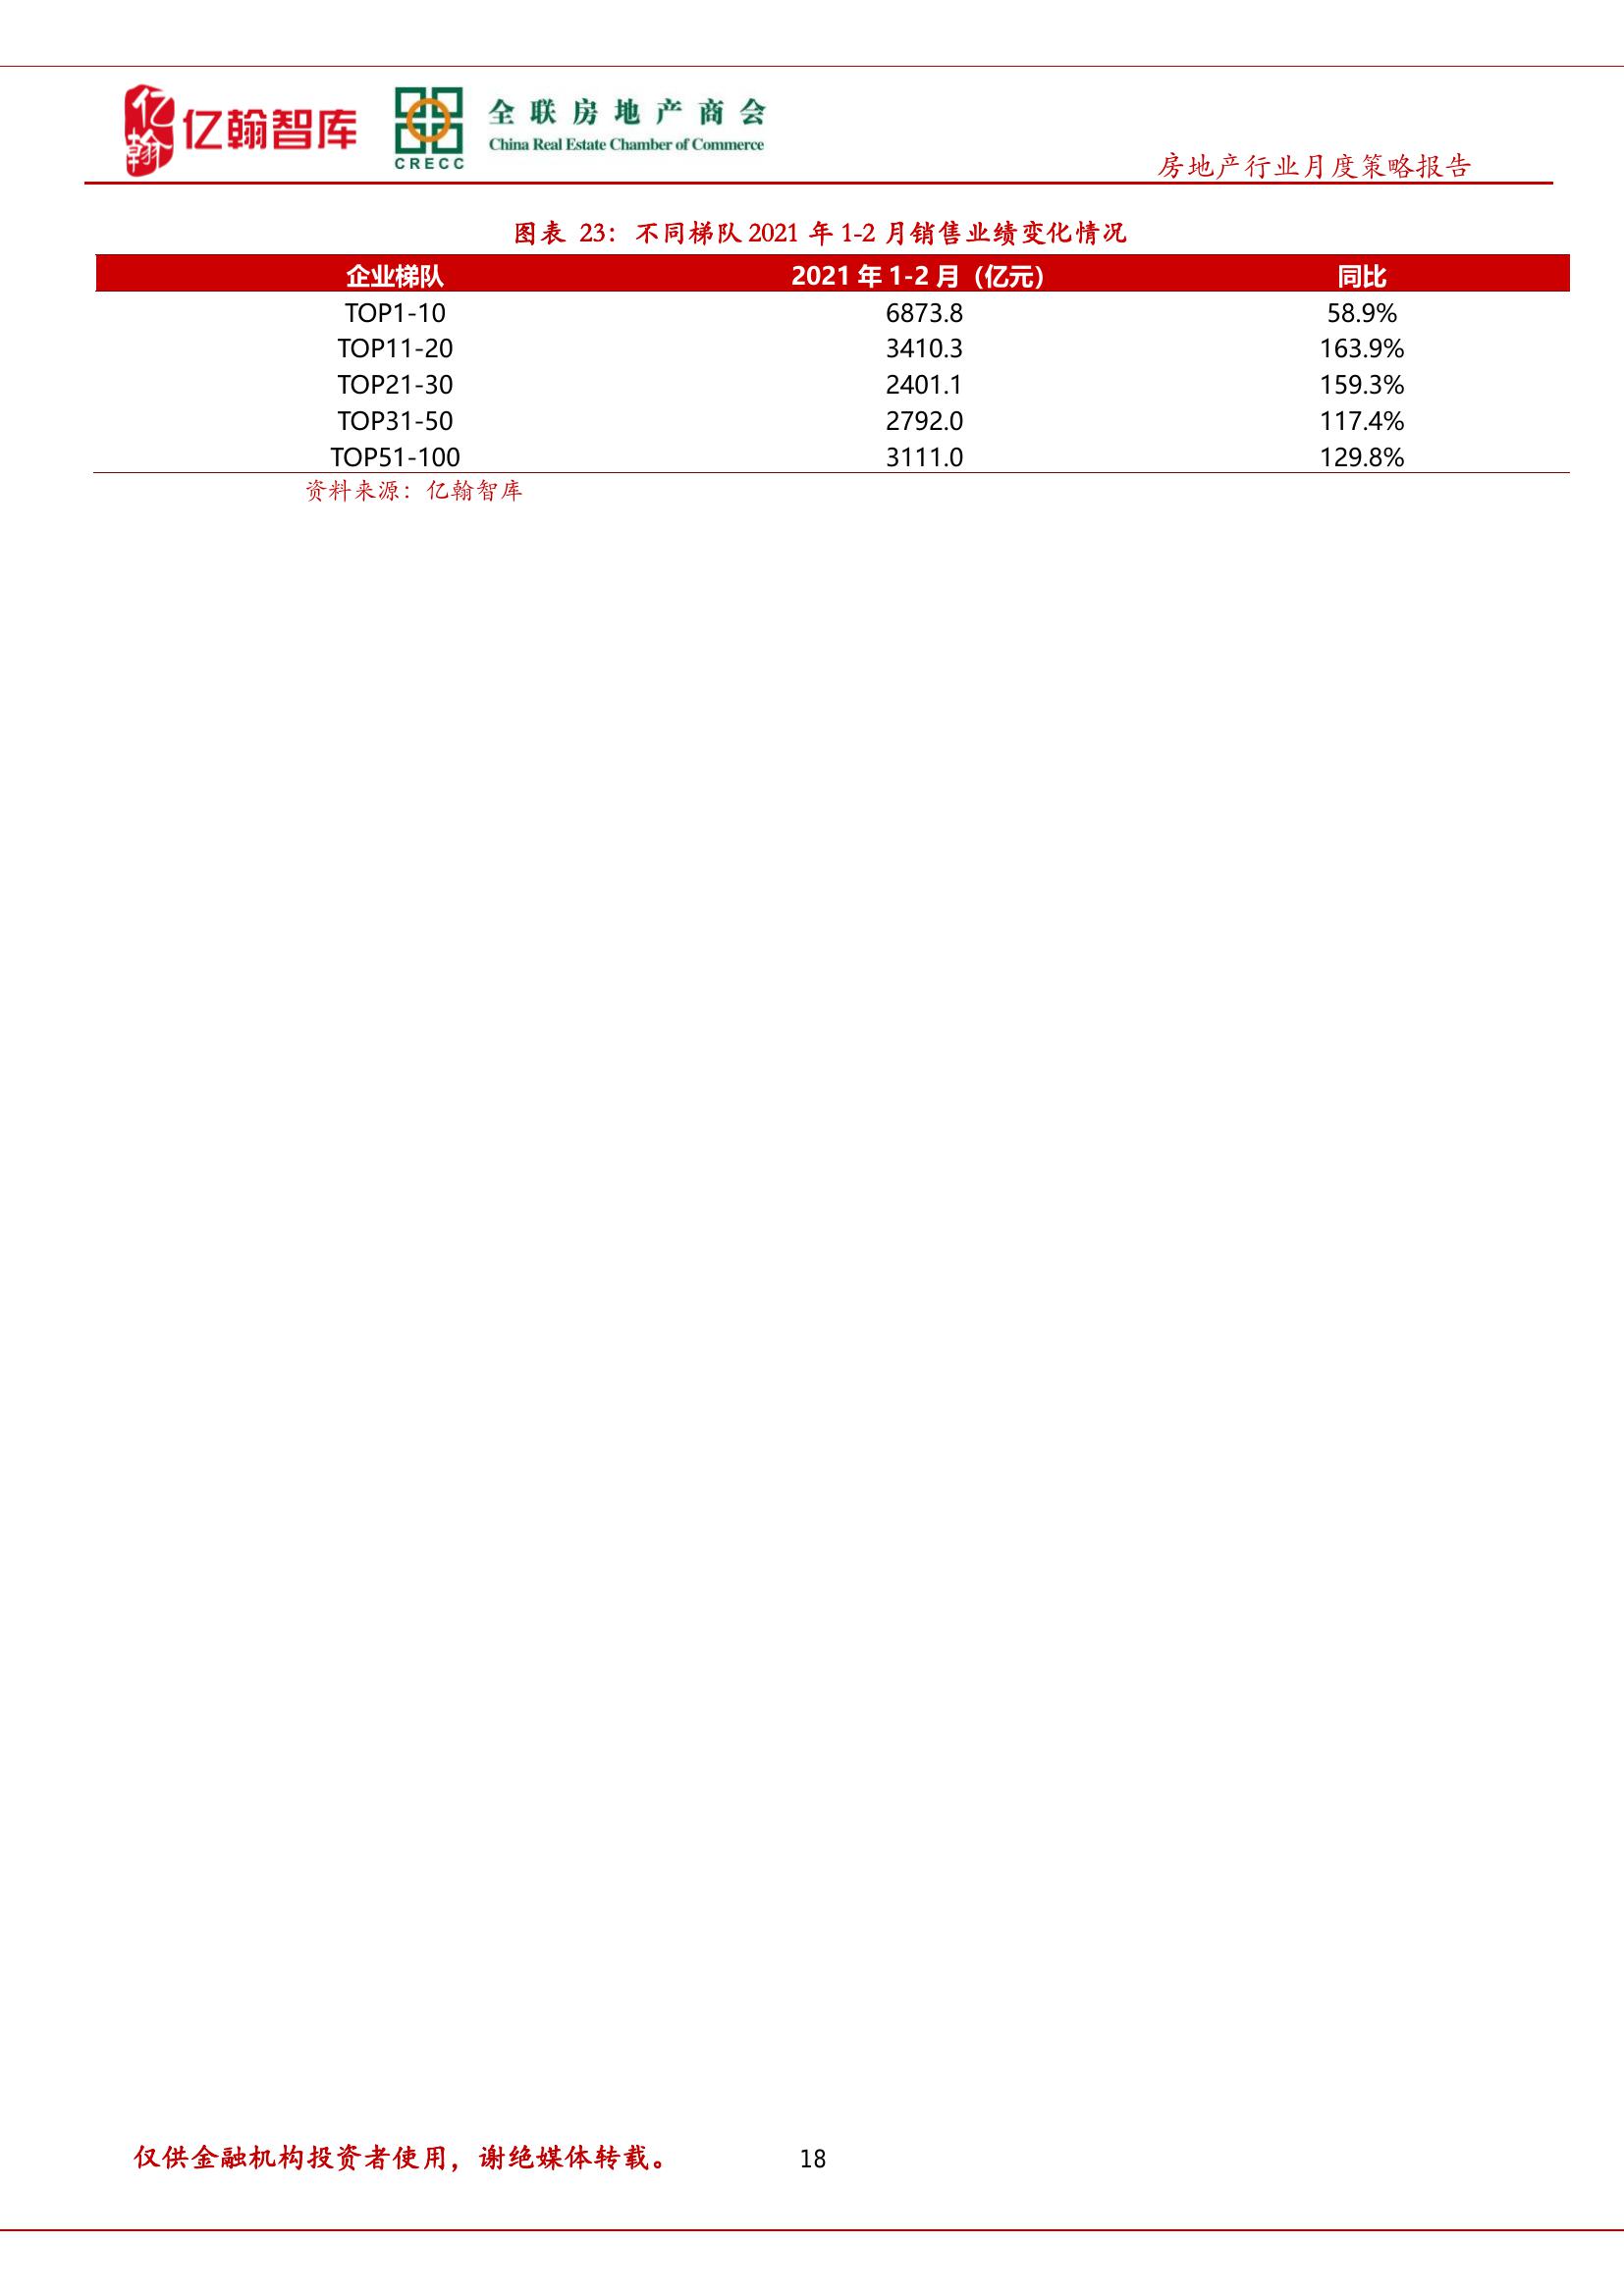 亿翰 亿翰智库
CRECC
全联房地产商会
China Real Estate Chamber of Commerce
房地产行业月度策略报告
图表 23：不同梯队 2021 年 1-2 月销售业绩变化情况
企业梯队 2021 年 1-2 月（亿元） 同比
TOP1-10 6873.8 58.9%
TOP11-20 3410.3 163.9%
TOP21-30 2401.1 159.3%
TOP31-50 2792.0 117.4%
TOP51-100 3111.0 129.8%
资料来源：亿翰智库
仅供金融机构投资者使用，谢绝媒体转载。 18